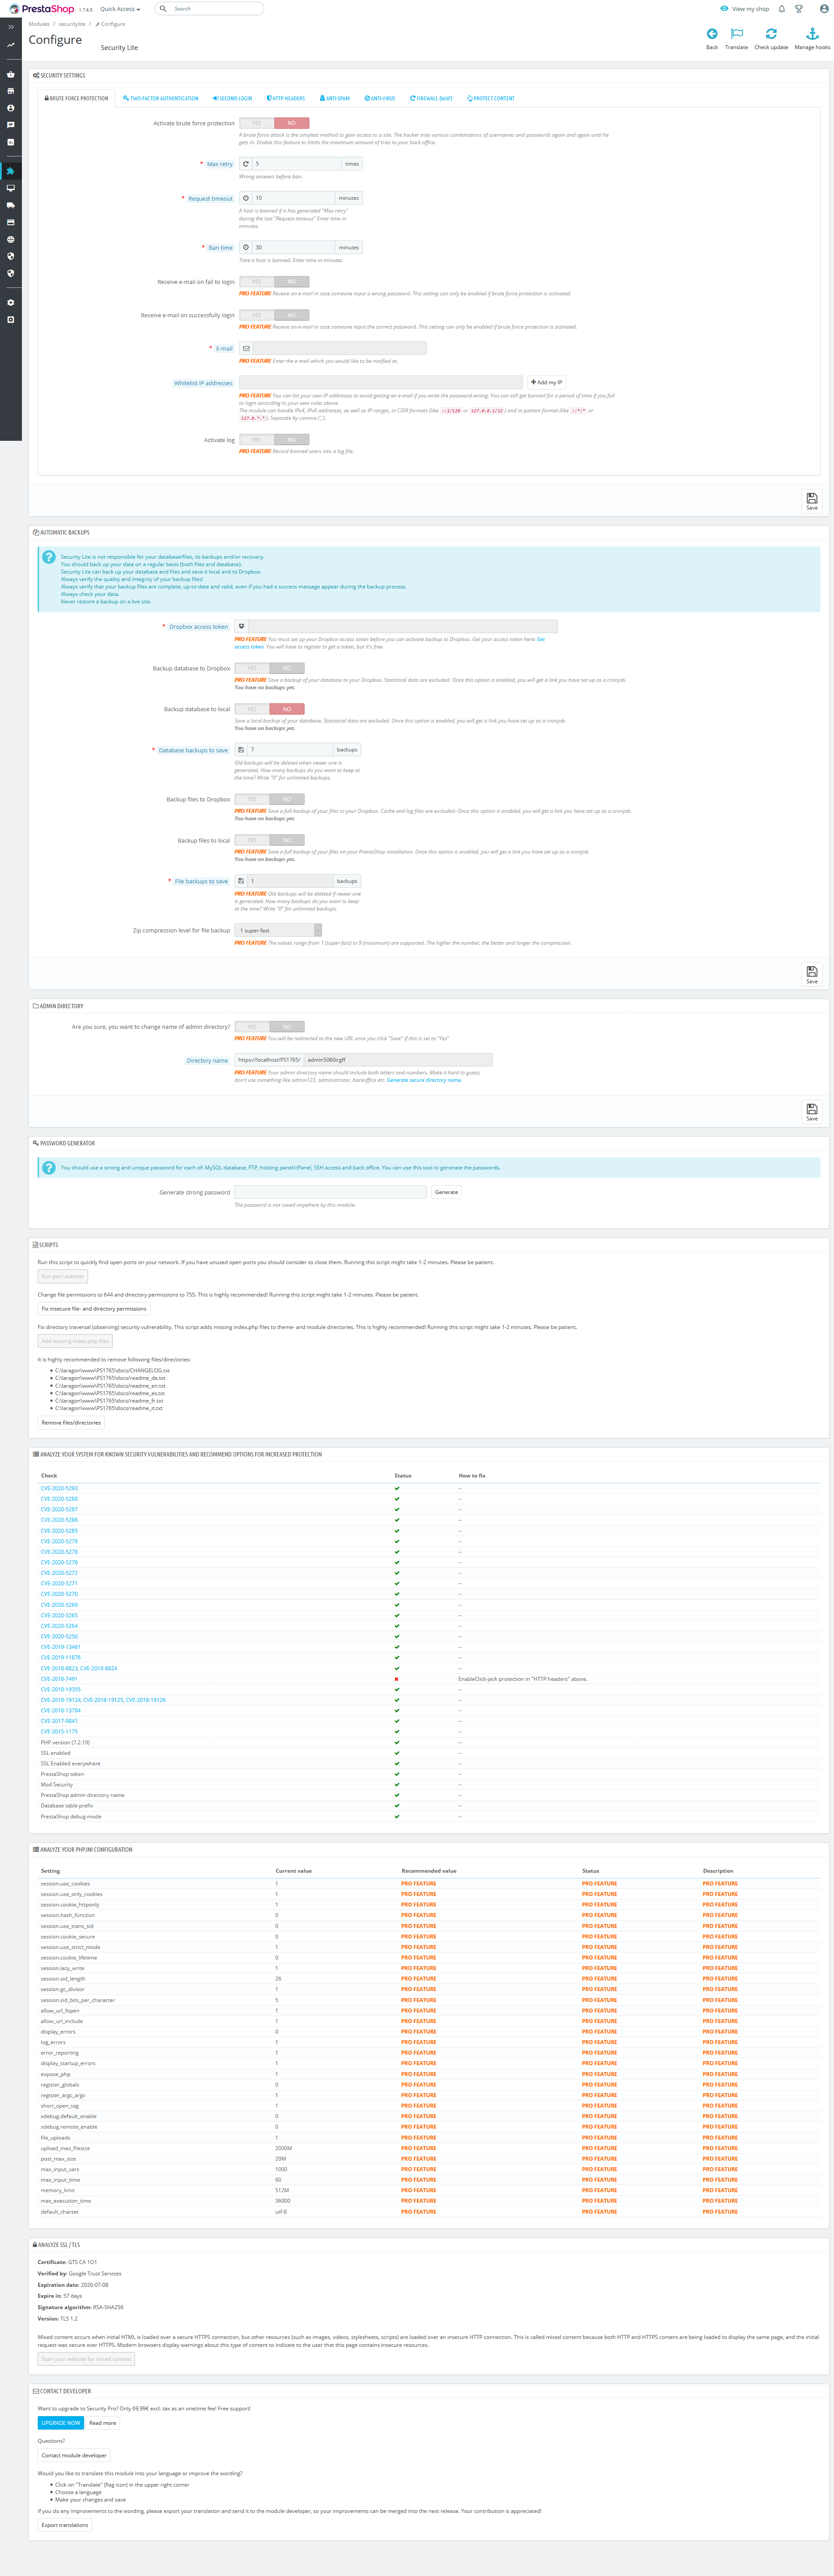 PrestaShop 1.7.6.5 Quick Access Search View my shop
Modules / securitylite / Configure
Configure
Security Lite
Back Translate Check update Manage hooks
SECURITY SETTINGS
BRUTE FORCE PROTECTION TWO-FACTOR AUTHENTICATION SECOND LOGIN HTTP HEADERS ANTI-SPAM ANTI-VIRUS FIREWALL (WAF) PROTECT CONTENT
Activate brute force protection YES NO
A brute force attack is the simplest method to gain access to a site. The hacker tries various combinations of usernames and passwords again and again until he
gets in. Enable this feature to limits the maximum amount of tries to your back office.
* Max retry 5 times
Wrong answers before ban.
* Request timeout 10 minutes
A host is banned if it has generated "Max retry"
during the last "Request timeout" Enter time in
minutes.
* Ban time 30 minutes
Time a host is banned. Enter time in minutes.
Receive e-mail on fail to login YES NO
PRO FEATURE Receive an e-mail in case someone input a wrong password. This setting can only be enabled if brute force protection is activated.
Receive e-mail on successfully login YES NO
PRO FEATURE Receive an e-mail in case someone input the correct password. This setting can only be enabled if brute force protection is activated.
* E-mail
PRO FEATURE Enter the e-mail which you would like to be notified at.
Whitelist IP addresses Add my IP
PRO FEATURE You can list your own IP addresses to avoid getting an e-mail if you write the password wrong. You can still get banned for a period of time if you fail
to login according to your own rules above.
The module can handle IPv4, IPv6 addresses, as well as IP ranges, in CIDR formats (like ::1/128 or 127.0.0.1/32 ) and in pattern format (like ::*:* or
127.0.*.* ). Separate by comma (',').
Activate log YES NO
PRO FEATURE Record banned users into a log file.
Save
AUTOMATIC BACKUPS
Security Lite is not responsible for your database/files, its backups and/or recovery.
You should back up your data on a regular basis (both files and database).
Security Lite can back up your database and files and save it local and to Dropbox.
Always verify the quality and integrity of your backup files!
Always verify that your backup files are complete, up-to-date and valid, even if you had a success message appear during the backup process.
Always check your data.
Never restore a backup on a live site.
* Dropbox access token
PRO FEATURE You must set up your Dropbox access token before you can activate backup to Dropbox. Get your access token here: Get
access token. You will have to register to get a token, but it's free.
Backup database to Dropbox YES NO
PRO FEATURE Save a backup of your database to your Dropbox. Statistical data are excluded. Once this option is enabled, you will get a link you have set up as a cronjob.
You have no backups yet.
Backup database to local YES NO
Save a local backup of your database. Statistical data are excluded. Once this option is enabled, you will get a link you have set up as a cronjob.
You have no backups yet.
* Database backups to save 7 backups
Old backups will be deleted when newer one is
generated. How many backups do you want to keep at
the time? Write "0" for unlimited backups.
Backup files to Dropbox YES NO
PRO FEATURE Save a full backup of your files to your Dropbox. Cache and log files are excluded. Once this option is enabled, you will get a link you have set up as a cronjob.
You have no backups yet.
Backup files to local YES NO
PRO FEATURE Save a full backup of your files on your PrestaShop installation. Once this option is enabled, you will get a link you have set up as a cronjob.
You have no backups yet.
* File backups to save 1 backups
PRO FEATURE Old backups will be deleted if newer one
is generated. How many backups do you want to keep
at the time? Write "0" for unlimited backups.
Zip compression level for file backup 1 super-fast
PRO FEATURE The values range from 1 (super-fast) to 9 (maximum) are supported. The higher the number, the better and longer the compression.
Save
ADMIN DIRECTORY
Are you sure, you want to change name of admin directory? YES NO
PRO FEATURE You will be redirected to the new URL once you click "Save" if this is set to "Yes"
Directory name https://localhost/PS1765/ admin5060irgff
PRO FEATURE Your admin directory name should include both letters and numbers. Make it hard to guess;
don't use something like admin123, administrator, backoffice etc. Generate secure directory name.
Save
PASSWORD GENERATOR
You should use a strong and unique password for each of: MySQL database, FTP, hosting panel/cPanel, SSH access and back office. You can use this tool to generate the passwords.
Generate strong password Generate
The password is not saved anywhere by this module.
SCRIPTS
Run this script to quickly find open ports on your network. If you have unused open ports you should consider to close them. Running this script might take 1-2 minutes. Please be patient.
Run port scanner
Change file permissions to 644 and directory permissions to 755. This is highly recommended! Running this script might take 1-2 minutes. Please be patient.
Fix insecure file- and directory permissions
Fix directory traversal (observing) security vulnerability. This script adds missing index.php files to theme- and module directories. This is highly recommended! Running this script might take 1-2 minutes. Please be patient.
Add missing index.php files
It is highly recommended to remove following files/directories:
C:\laragon\www\PS1765\docs/CHANGELOG.txt
C:\laragon\www\PS1765\docs/readme_da.txt
C:\laragon\www\PS1765\docs/readme_en.txt
C:\laragon\www\PS1765\docs/readme_es.txt
C:\laragon\www\PS1765\docs/readme_fr.txt
C:\laragon\www\PS1765\docs/readme_it.txt
Remove files/directories
ANALYZE YOUR SYSTEM FOR KNOWN SECURITY VULNERABILITIES AND RECOMMEND OPTIONS FOR INCREASED PROTECTION
Check Status How to fix
CVE-2020-5293 --
CVE-2020-5288 --
CVE-2020-5287 --
CVE-2020-5286 --
CVE-2020-5285 --
CVE-2020-5279 --
CVE-2020-5278 --
CVE-2020-5276 --
CVE-2020-5272 --
CVE-2020-5271 --
CVE-2020-5270 --
CVE-2020-5269 --
CVE-2020-5265 --
CVE-2020-5264 --
CVE-2020-5250 --
CVE-2019-13461 --
CVE-2019-11876 --
CVE-2018-8823, CVE-2018-8824 --
CVE-2018-7491 EnableClick-jack protection in "HTTP headers" above.
CVE-2018-19355 --
CVE-2018-19124, CVE-2018-19125, CVE-2018-19126 --
CVE-2018-13784 --
CVE-2017-9841 --
CVE-2015-1175 --
PHP version (7.2.19) --
SSL enabled --
SSL Enabled everywhere --
PrestaShop token --
Mod Security --
PrestaShop admin directory name --
Database table prefix --
PrestaShop debug mode --
ANALYZE YOUR PHP.INI CONFIGURATION
Setting Current value Recommended value Status Description
session.use_cookies 1 PRO FEATURE PRO FEATURE PRO FEATURE
session.use_only_cookies 1 PRO FEATURE PRO FEATURE PRO FEATURE
session.cookie_httponly 1 PRO FEATURE PRO FEATURE PRO FEATURE
session.hash_function 0 PRO FEATURE PRO FEATURE PRO FEATURE
session.use_trans_sid 0 PRO FEATURE PRO FEATURE PRO FEATURE
session.cookie_secure 0 PRO FEATURE PRO FEATURE PRO FEATURE
session.use_strict_mode 1 PRO FEATURE PRO FEATURE PRO FEATURE
session.cookie_lifetime 0 PRO FEATURE PRO FEATURE PRO FEATURE
session.lazy_write 1 PRO FEATURE PRO FEATURE PRO FEATURE
session.sid_length 26 PRO FEATURE PRO FEATURE PRO FEATURE
session.gc_divisor 1 PRO FEATURE PRO FEATURE PRO FEATURE
session.sid_bits_per_character 5 PRO FEATURE PRO FEATURE PRO FEATURE
allow_url_fopen 1 PRO FEATURE PRO FEATURE PRO FEATURE
allow_url_include 1 PRO FEATURE PRO FEATURE PRO FEATURE
display_errors 0 PRO FEATURE PRO FEATURE PRO FEATURE
log_errors 1 PRO FEATURE PRO FEATURE PRO FEATURE
error_reporting 1 PRO FEATURE PRO FEATURE PRO FEATURE
display_startup_errors 1 PRO FEATURE PRO FEATURE PRO FEATURE
expose_php 1 PRO FEATURE PRO FEATURE PRO FEATURE
register_globals 0 PRO FEATURE PRO FEATURE PRO FEATURE
register_argc_argv 1 PRO FEATURE PRO FEATURE PRO FEATURE
short_open_tag 1 PRO FEATURE PRO FEATURE PRO FEATURE
xdebug.default_enable 0 PRO FEATURE PRO FEATURE PRO FEATURE
xdebug.remote_enable 0 PRO FEATURE PRO FEATURE PRO FEATURE
file_uploads 1 PRO FEATURE PRO FEATURE PRO FEATURE
upload_max_filesize 2000M PRO FEATURE PRO FEATURE PRO FEATURE
post_max_size 20M PRO FEATURE PRO FEATURE PRO FEATURE
max_input_vars 1000 PRO FEATURE PRO FEATURE PRO FEATURE
max_input_time 60 PRO FEATURE PRO FEATURE PRO FEATURE
memory_limit 512M PRO FEATURE PRO FEATURE PRO FEATURE
max_execution_time 36000 PRO FEATURE PRO FEATURE PRO FEATURE
default_charset utf-8 PRO FEATURE PRO FEATURE PRO FEATURE
ANALYZE SSL / TLS
Certificate: GTS CA 1O1
Verified by: Google Trust Services
Expiration date: 2020-07-08
Expire in: 57 days
Signature algorithm: RSA-SHA256
Version: TLS 1.2
Mixed content occurs when initial HTML is loaded over a secure HTTPS connection, but other resources (such as images, videos, stylesheets, scripts) are loaded over an insecure HTTP connection. This is called mixed content because both HTTP and HTTPS content are being loaded to display the same page, and the initial
request was secure over HTTPS. Modern browsers display warnings about this type of content to indicate to the user that this page contains insecure resources.
Scan your website for mixed content
CONTACT DEVELOPER
Want to upgrade to Security Pro? Only 69,99€ excl. tax as an onetime fee! Free support!
UPGRADE NOW Read more
Questions?
Contact module developer
Would you like to translate this module into your language or improve the wording?
Click on "Translate" (flag icon) in the upper right corner
Choose a language
Make your changes and save
If you do any improvements to the wording, please export your translation and send it to the module developer, so your improvements can be merged into the next release. Your contribution is appreciated!
Export translations